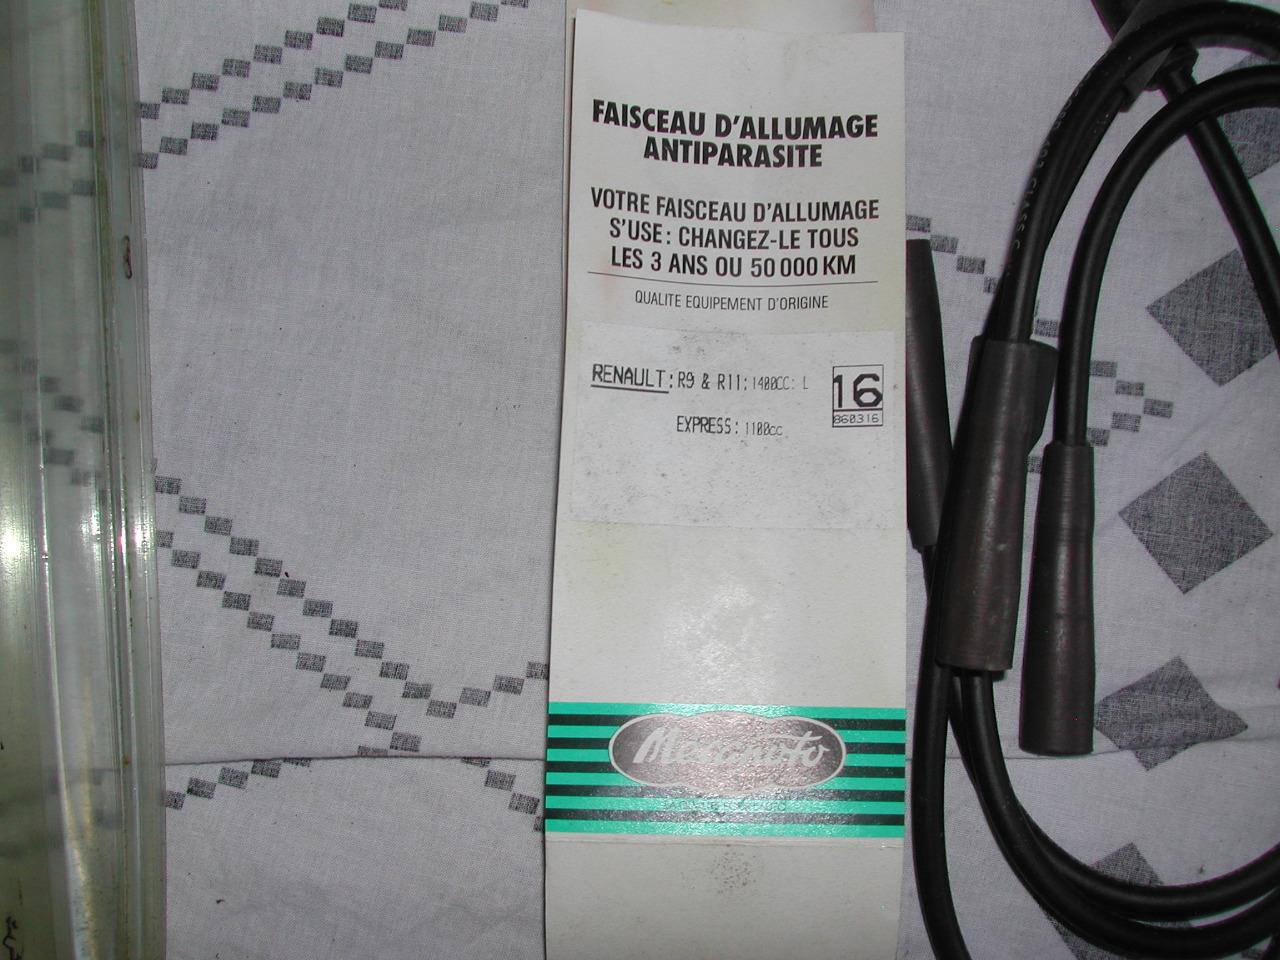 FAISCEAU D'ALLUMAGE
ANTIPARASITE
VOTRE FAISCEAU D'ALLUMAGE
S'USE: CHANGEZ-LE TOUS
LES 3 ANS OU 50 000 KM
QUALITE EQUIPEMENT D'ORIGINE
RENAULT: R9 & R11: 1400CC: L
16
860316
EXPRESS: 1100cc
CLASS C